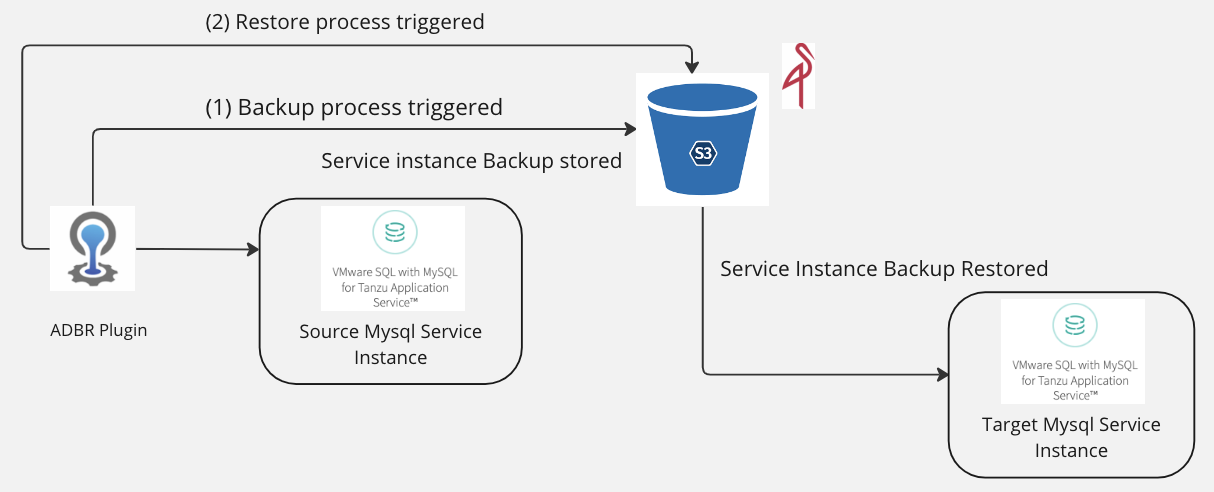 (2) Restore process triggered
(1) Backup process triggered
Service instance Backup stored
S3
VMware SQL with MySQL
for Tanzu Application
Service™
Source Mysql Service
Instance
ADBR Plugin
Service Instance Backup Restored
VMware SQL with MySQL
for Tanzu Application
Service™
Target Mysql Service
Instance